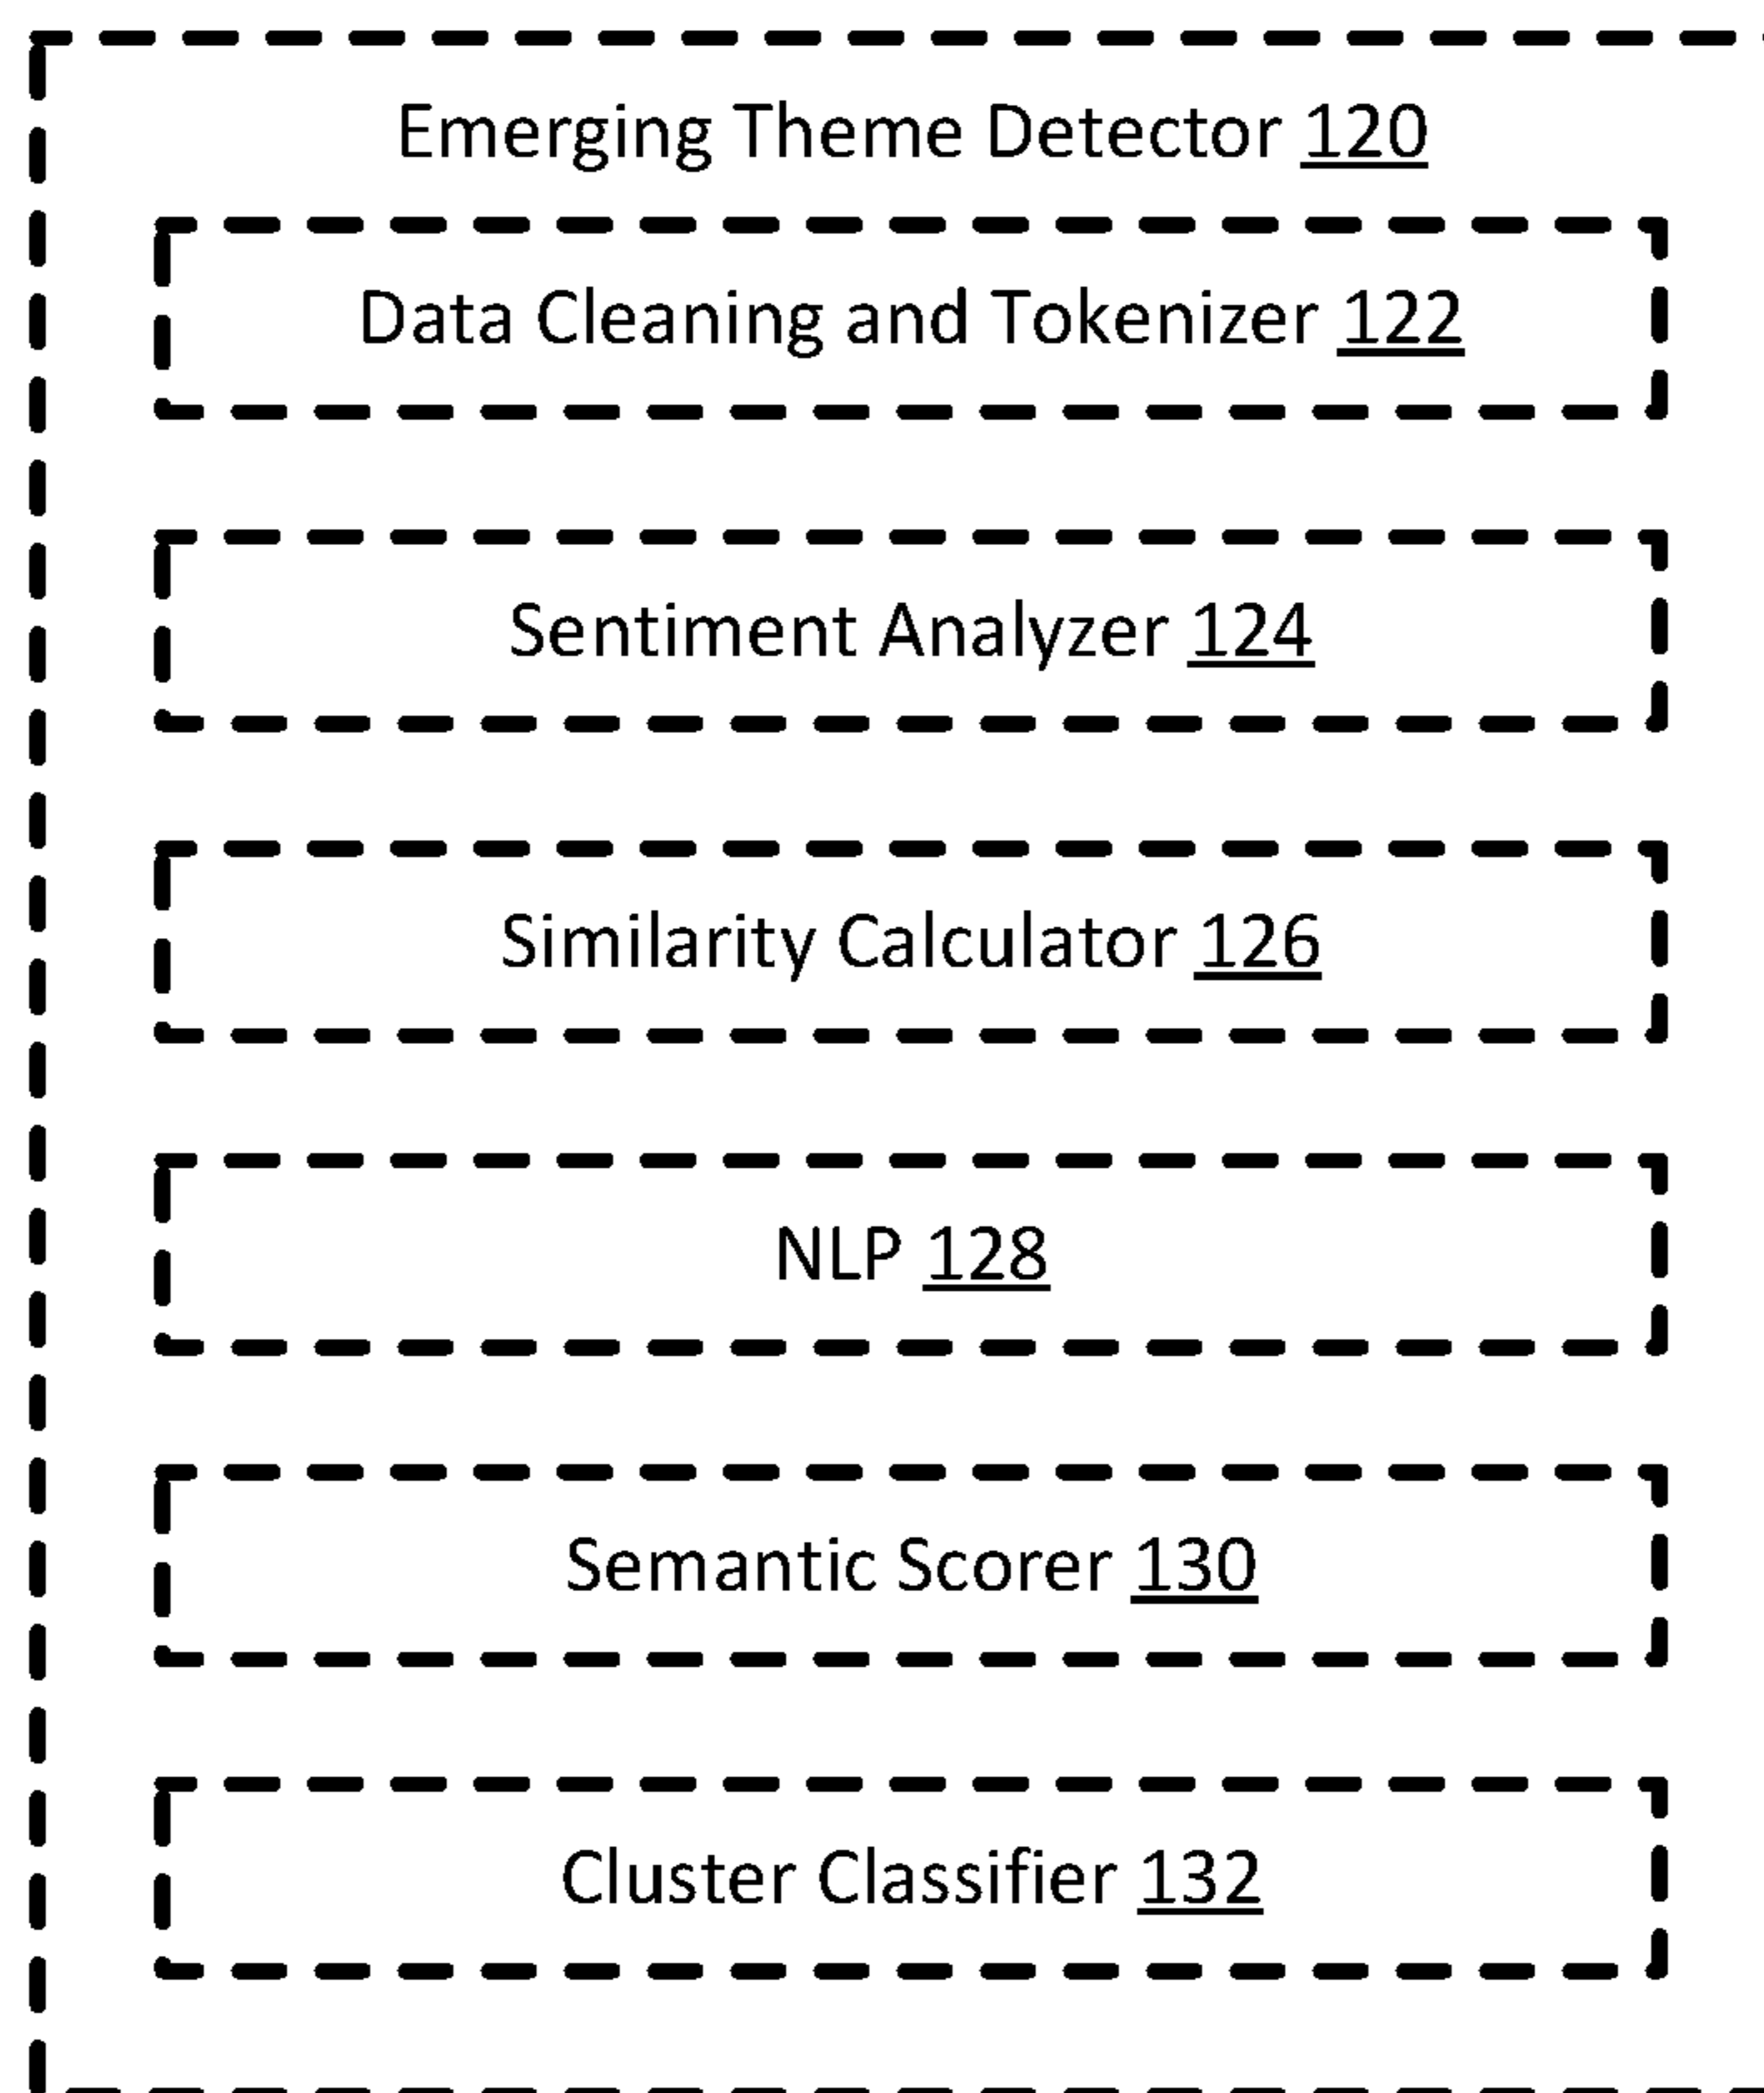 Emerging Theme Detector 120
Data Cleaning and Tokenizer 122
Sentiment Analyzer 124
Similarity Calculator 126
NLP 128
Semantic Scorer 130
Cluster Classifier 132